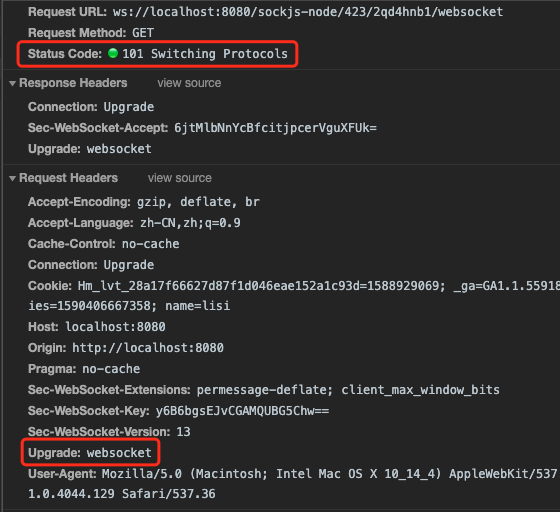 Request URL: ws://localhost:8080/sockjs-node/423/2qd4hnb1/websocket
Request Method: GET
Status Code: 101 Switching Protocols
Response Headers view source
Connection: Upgrade
Sec-WebSocket-Accept: 6jtMlbNnYcBfcitjpcerVguXFUk=
Upgrade: websocket
Request Headers view source
Accept-Encoding: gzip, deflate, br
Accept-Language: zh-CN,zh;q=0.9
Cache-Control: no-cache
Connection: Upgrade
Cookie: Hm_lvt_28a17f66627d87f1d046eae152a1c93d=1588929069; _ga=GA1.1.55918
ies=1590406667358; name=lisi
Host: localhost:8080
Origin: http://localhost:8080
Pragma: no-cache
Sec-WebSocket-Extensions: permessage-deflate; client_max_window_bits
Sec-WebSocket-Key: y6B6bgsEJvCGAMQUBG5Chw==
Sec-WebSocket-Version: 13
Upgrade: websocket
User-Agent: Mozilla/5.0 (Macintosh; Intel Mac OS X 10_14_4) AppleWebKit/537
1.0.4044.129 Safari/537.36